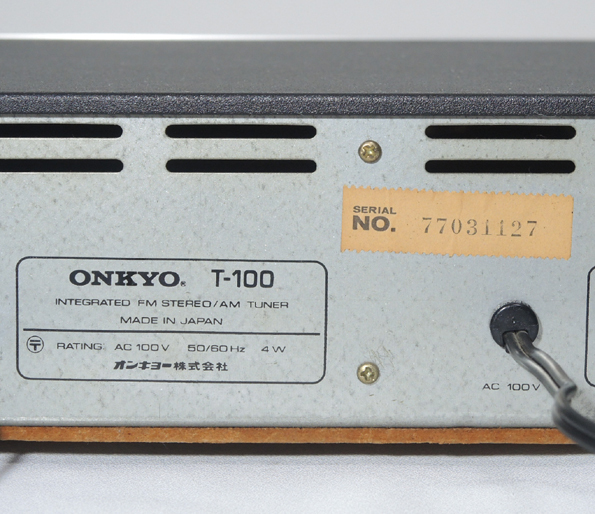 SERIAL
NO. 77031127
ONKYO® T-100
INTEGRATED FM STEREO/AM TUNER
MADE IN JAPAN
〒 RATING AC 100V 50/60Hz 4W
オンキヨー株式会社
AC 100V